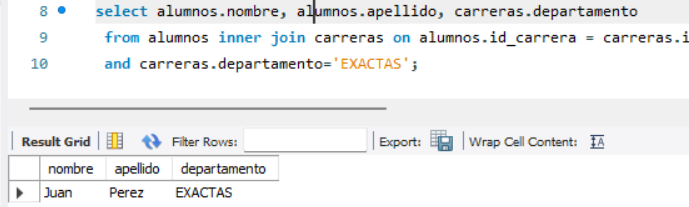 8 select alumnos.nombre, alumnos.apellido, carreras.departamento
9 from alumnos inner join carreras on alumnos.id_carrera = carreras.i
10 and carreras.departamento='EXACTAS';
Result Grid Filter Rows: Export: Wrap Cell Content:
nombre apellido departamento
Juan Perez EXACTAS